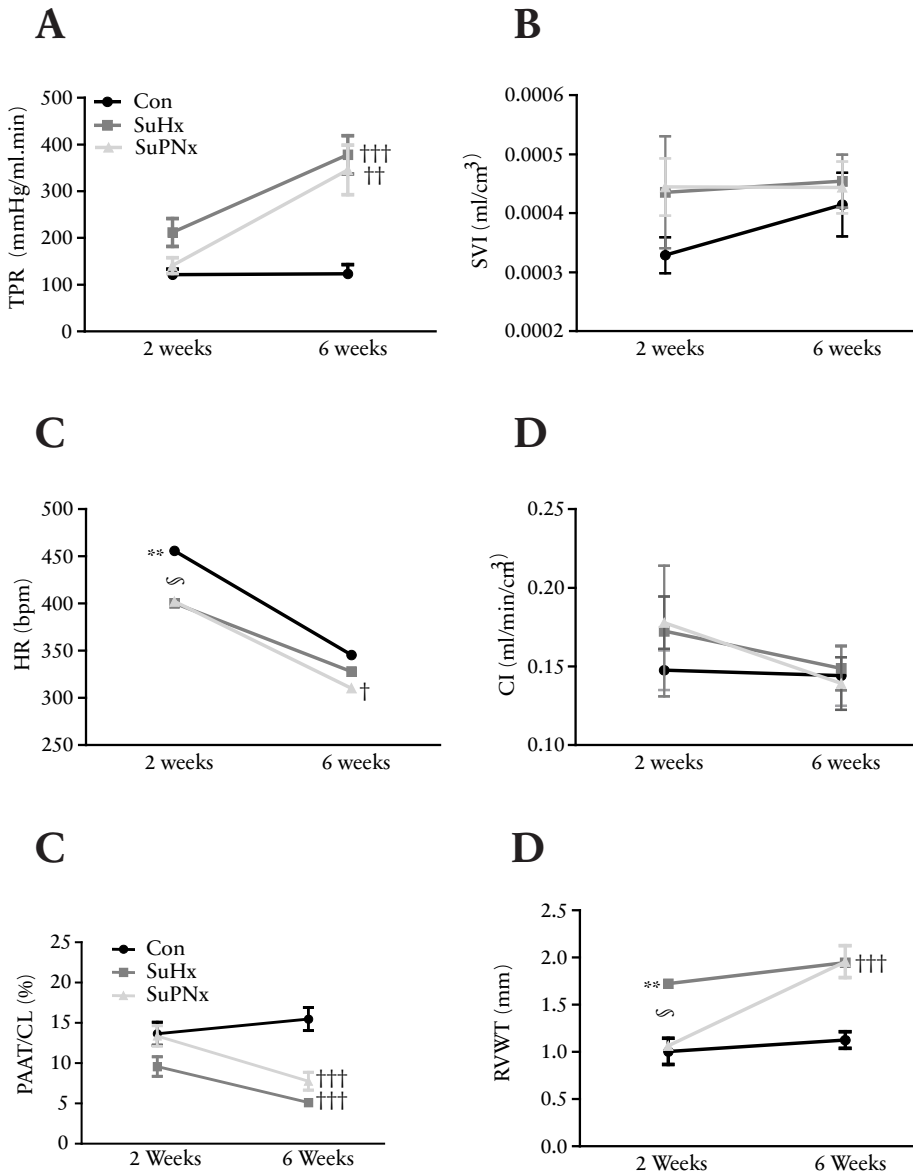 A
TPR (mmHg/ml.min)
500
400
300
200
100
0
Con
SuHx
SuPNx
†††
††
2 weeks
6 weeks
B
SVI (ml/cm³)
0.0006
0.0005
0.0004
0.0003
0.0002
2 weeks
6 weeks
C
HR (bpm)
500
450
400
350
300
250
**
§
†
2 weeks
6 weeks
D
CI (ml/min/cm³)
0.25
0.20
0.15
0.10
2 weeks
6 weeks
C
PAAT/CL (%)
25
20
15
10
5
0
Con
SuHx
SuPNx
†††
†††
2 Weeks
6 Weeks
D
RVWT (mm)
2.5
2.0
1.5
1.0
0.5
0.0
**
§
†††
2 Weeks
6 Weeks